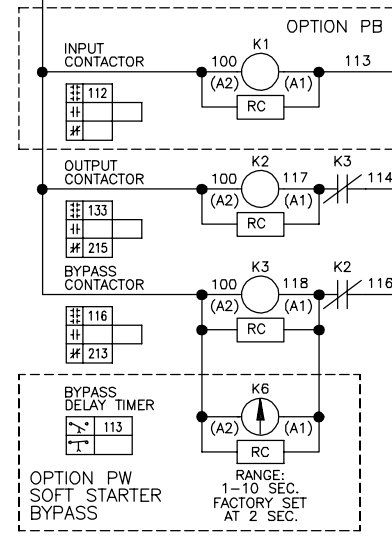 OPTION PB
INPUT
CONTACTOR
K1
100
113
(A2)
(A1)
RC
112
OUTPUT
CONTACTOR
K2
K3
100
117
114
(A2)
(A1)
RC
133
215
BYPASS
CONTACTOR
K3
K2
100
118
116
(A2)
(A1)
RC
116
213
BYPASS
DELAY TIMER
K6
113
(A2)
(A1)
RC
OPTION PW
SOFT STARTER
BYPASS
RANGE:
1-10 SEC.
FACTORY SET
AT 2 SEC.